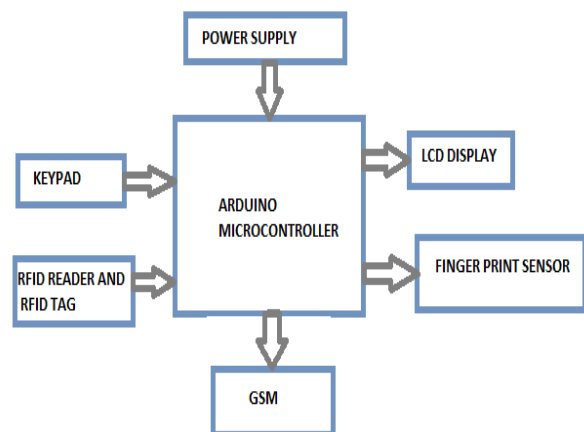 POWER SUPPLY
KEYPAD
LCD DISPLAY
ARDUINO
MICROCONTROLLER
RFID READER AND
RFID TAG
FINGER PRINT SENSOR
GSM